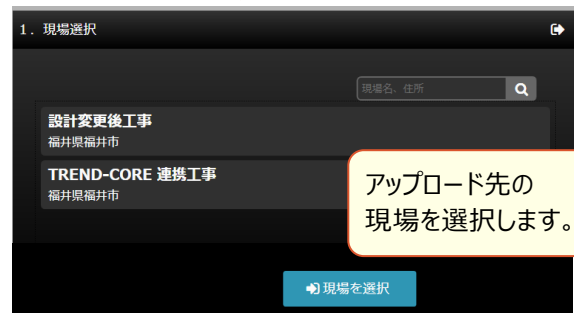 1. 現場選択
現場名、住所
設計変更後工事
福井県福井市
TREND-CORE 連携工事
福井県福井市
アップロード先の
現場を選択します。
現場を選択